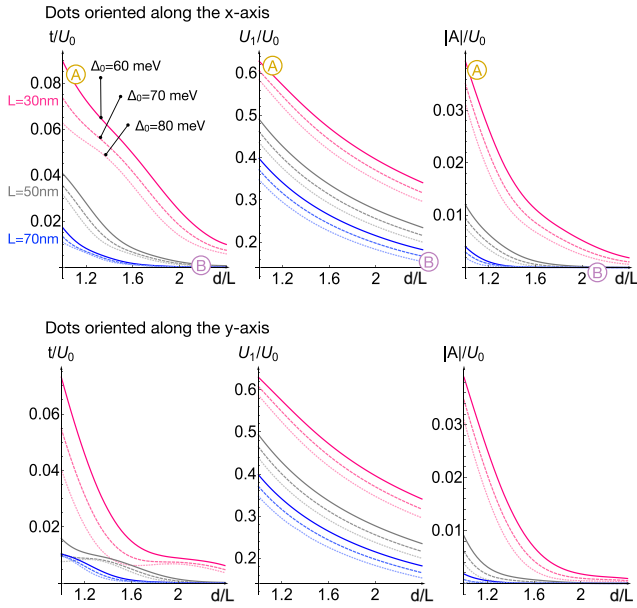 Dots oriented along the x-axis
t/U₀
U₁/U₀
|A|/U₀
A
A
A
Δ₀=60 meV
Δ₀=70 meV
Δ₀=80 meV
L=30nm
L=50nm
L=70nm
0.08
0.06
0.04
0.02
0.6
0.5
0.4
0.3
0.2
0.03
0.02
0.01
B
B
B
1.2 1.6 2 d/L
1.2 1.6 2 d/L
1.2 1.6 2 d/L
Dots oriented along the y-axis
t/U₀
U₁/U₀
|A|/U₀
0.06
0.04
0.02
0.6
0.5
0.4
0.3
0.2
0.03
0.02
0.01
1.2 1.6 2 d/L
1.2 1.6 2 d/L
1.2 1.6 2 d/L